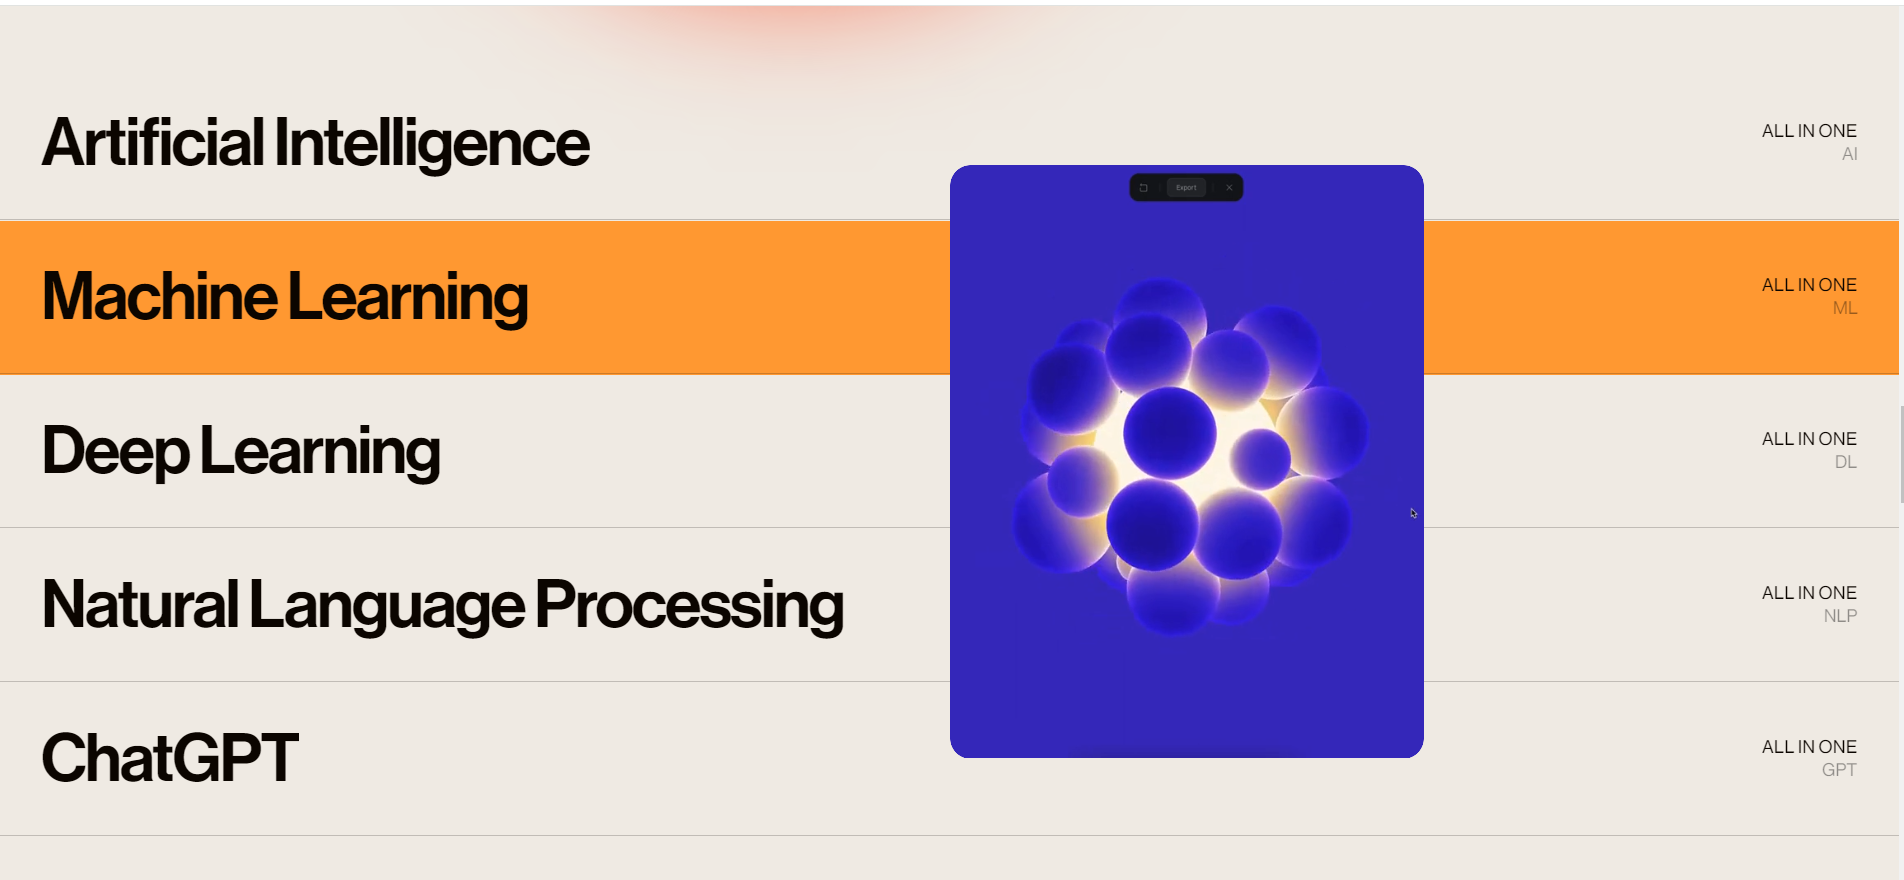 Artificial Intelligence
ALL IN ONE
AI
Export
Machine Learning
ALL IN ONE
ML
Deep Learning
ALL IN ONE
DL
Natural Language Processing
ALL IN ONE
NLP
ChatGPT
ALL IN ONE
GPT